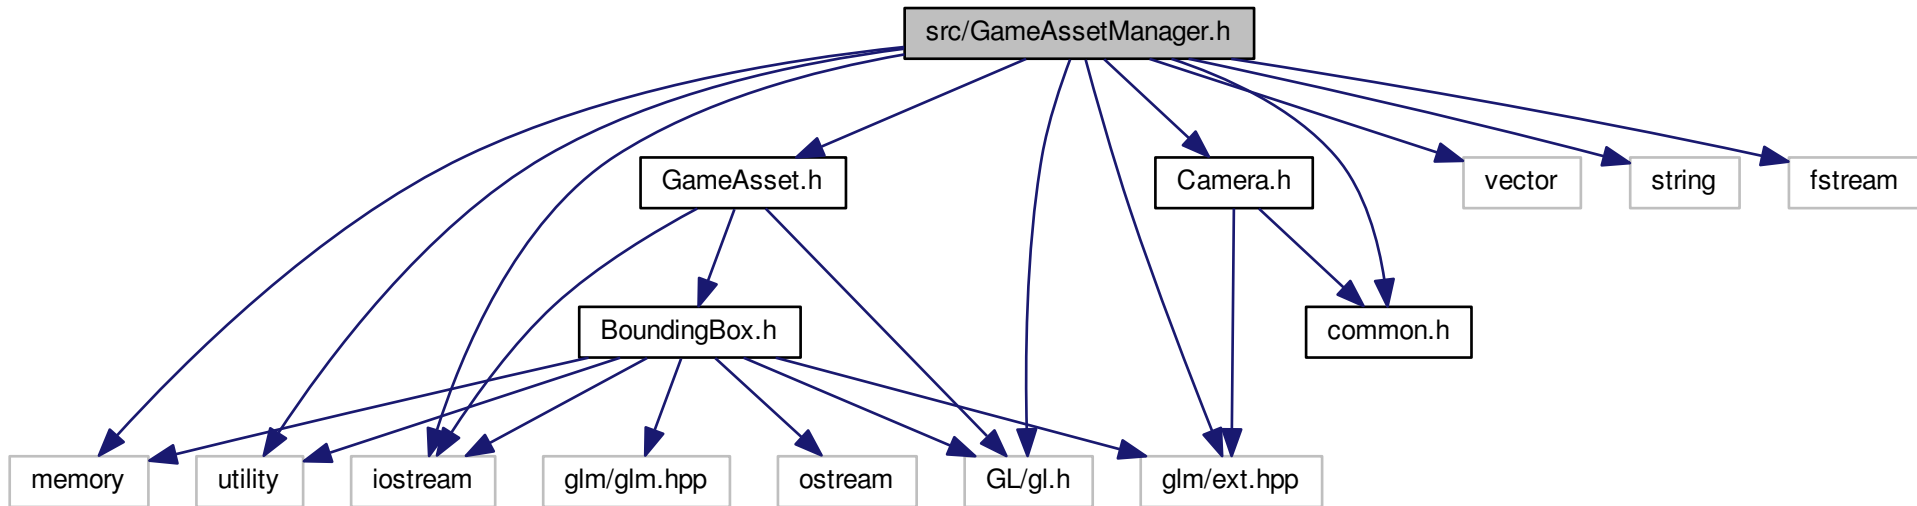 src/GameAssetManager.h
GameAsset.h
Camera.h
vector
string
fstream
BoundingBox.h
common.h
memory
utility
iostream
glm/glm.hpp
ostream
GL/gl.h
glm/ext.hpp